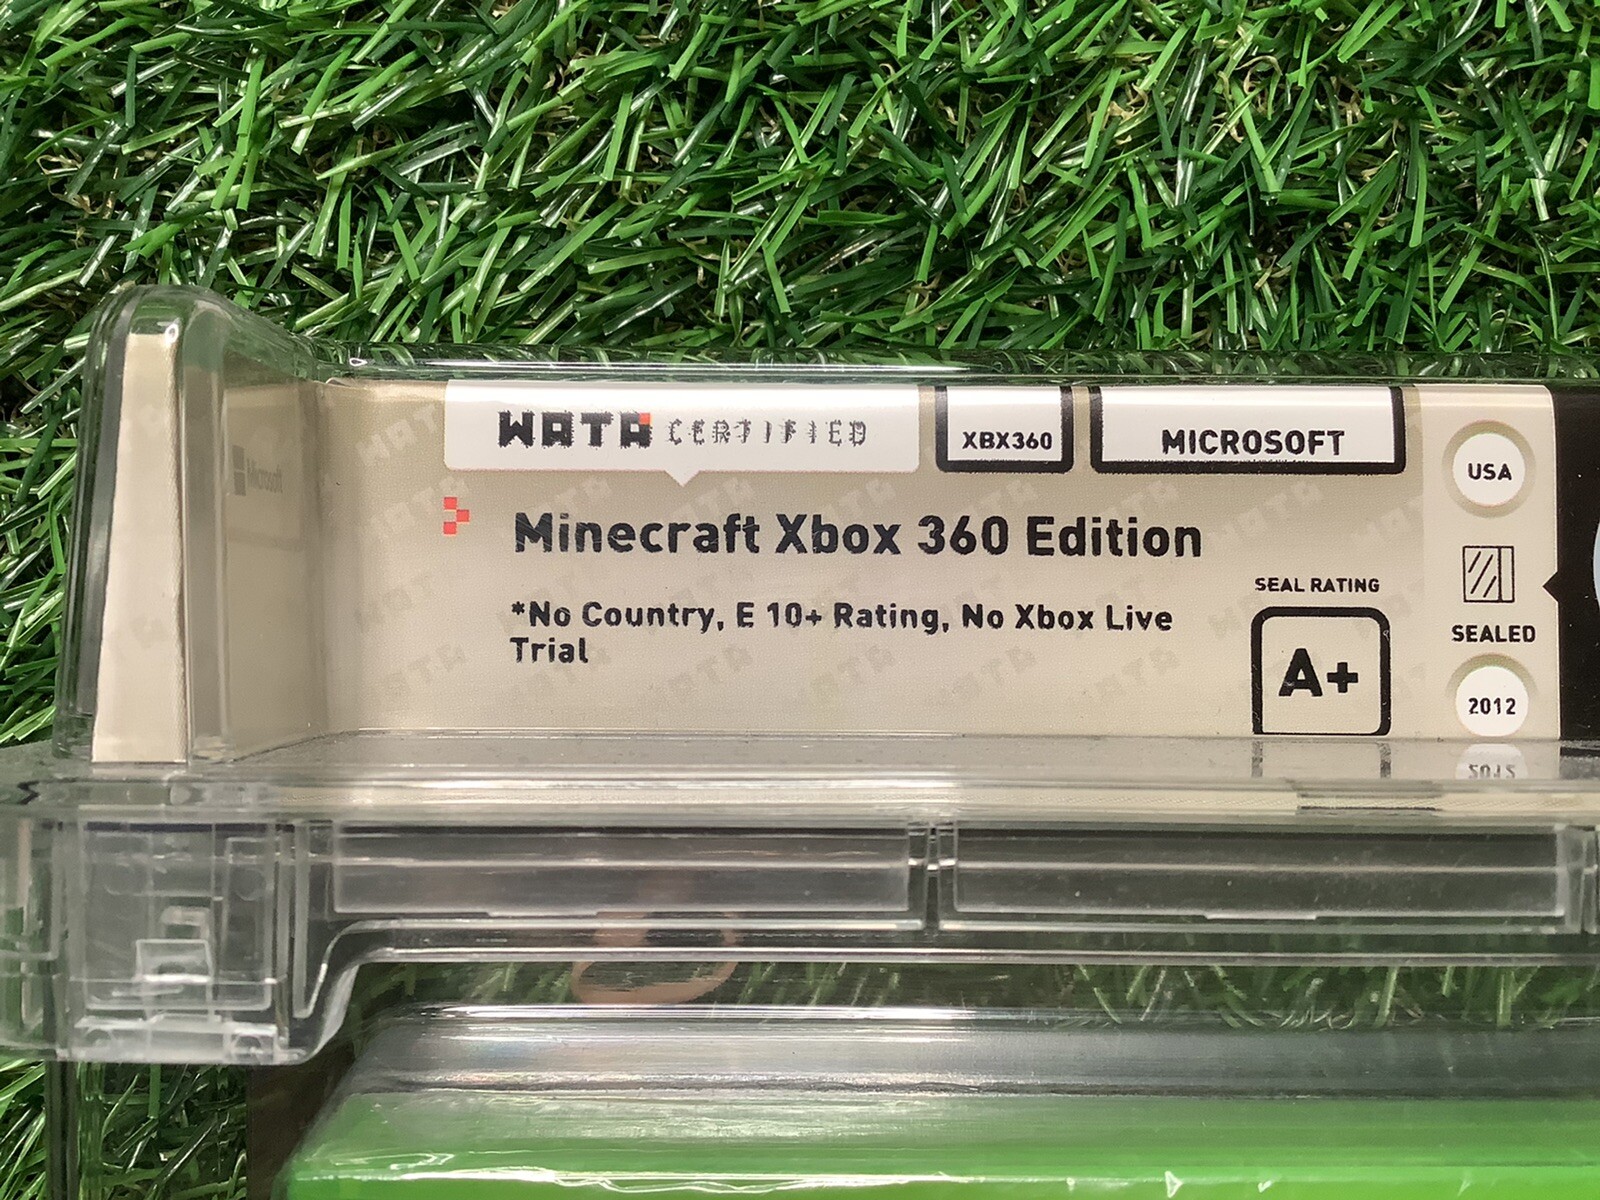 WATA CERTIFIED
XBX360
MICROSOFT
USA
Minecraft Xbox 360 Edition
*No Country, E 10+ Rating, No Xbox Live
Trial
SEAL RATING
A+
SEALED
2012